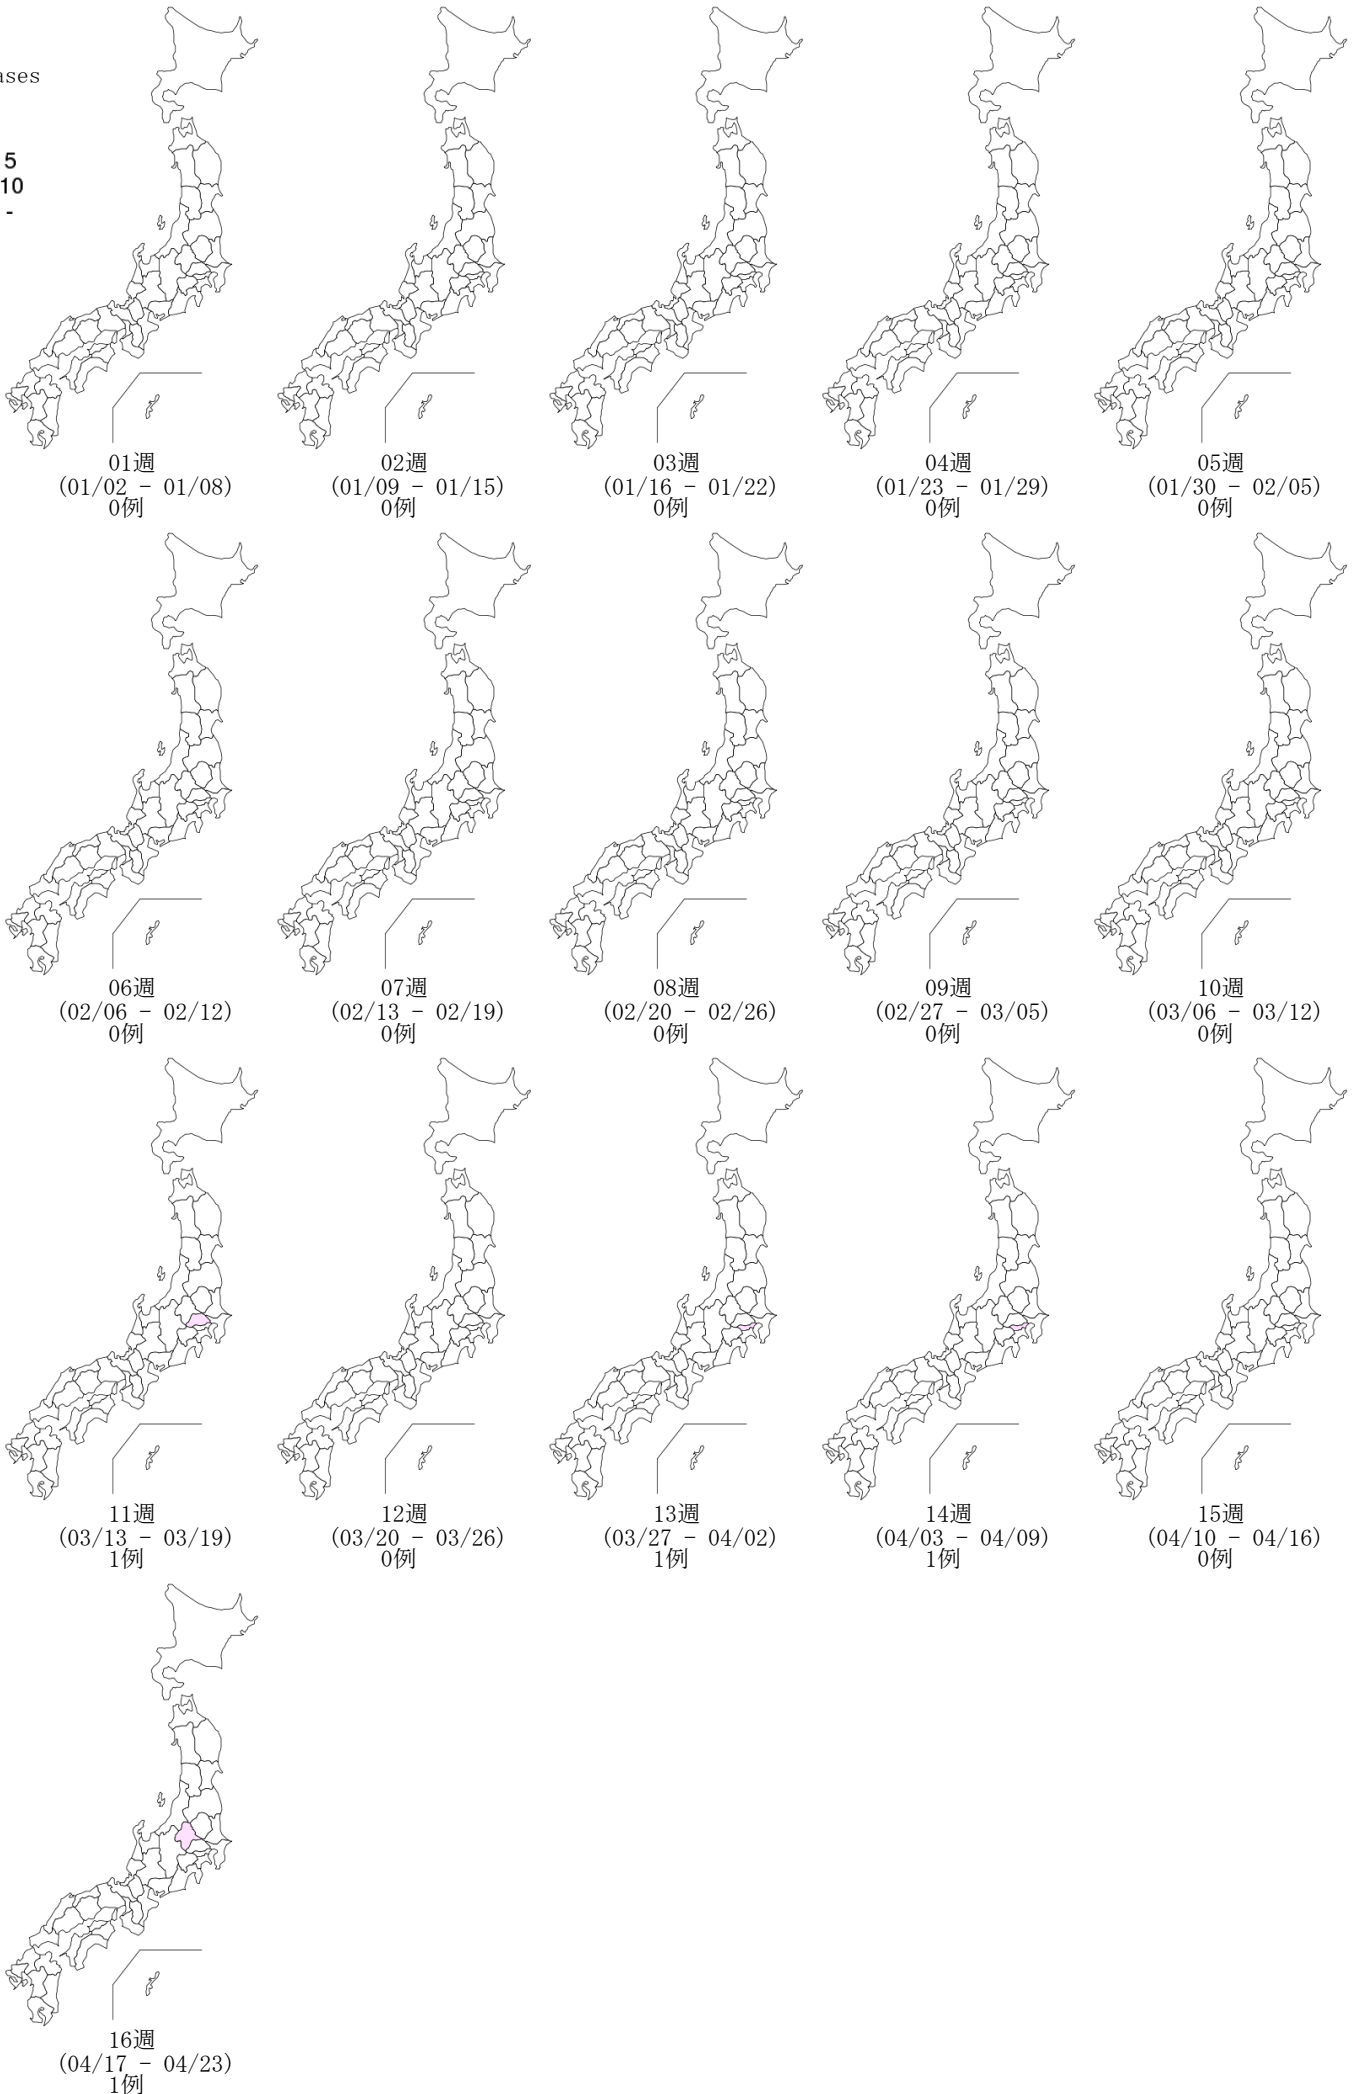 ases
5
10
-
01週
(01/02 - 01/08)
0例
02週
(01/09 - 01/15)
0例
03週
(01/16 - 01/22)
0例
04週
(01/23 - 01/29)
0例
05週
(01/30 - 02/05)
0例
06週
(02/06 - 02/12)
0例
07週
(02/13 - 02/19)
0例
08週
(02/20 - 02/26)
0例
09週
(02/27 - 03/05)
0例
10週
(03/06 - 03/12)
0例
11週
(03/13 - 03/19)
1例
12週
(03/20 - 03/26)
0例
13週
(03/27 - 04/02)
1例
14週
(04/03 - 04/09)
1例
15週
(04/10 - 04/16)
0例
16週
(04/17 - 04/23)
1例